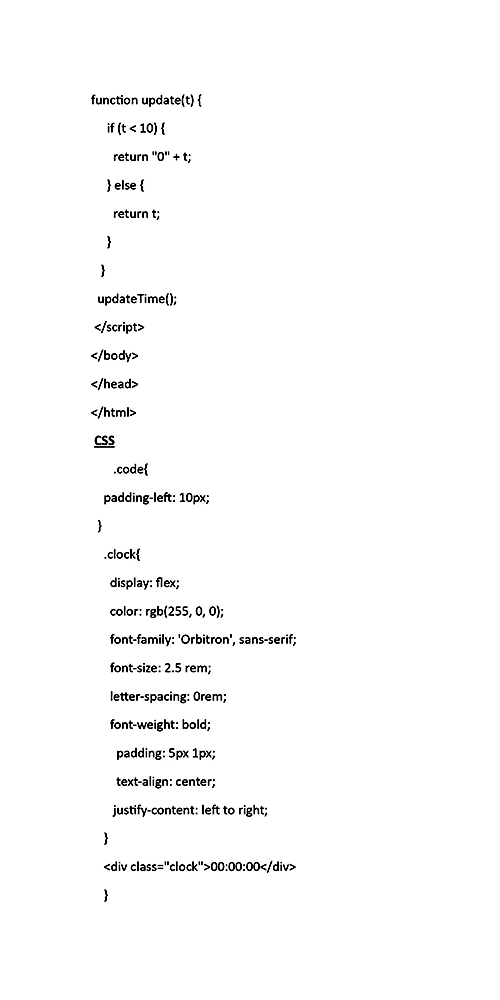 function update(t) {
if (t < 10) {
return "0" + t;
} else {
return t;
}
}
updateTime();
</script>
</body>
</head>
</html>
CSS
.code{
padding-left: 10px;
}
.clock{
display: flex;
color: rgb(255, 0, 0);
font-family: 'Orbitron', sans-serif;
font-size: 2.5 rem;
letter-spacing: 0rem;
font-weight: bold;
padding: 5px 1px;
text-align: center;
justify-content: left to right;
}
<div class="clock">00:00:00</div>
}